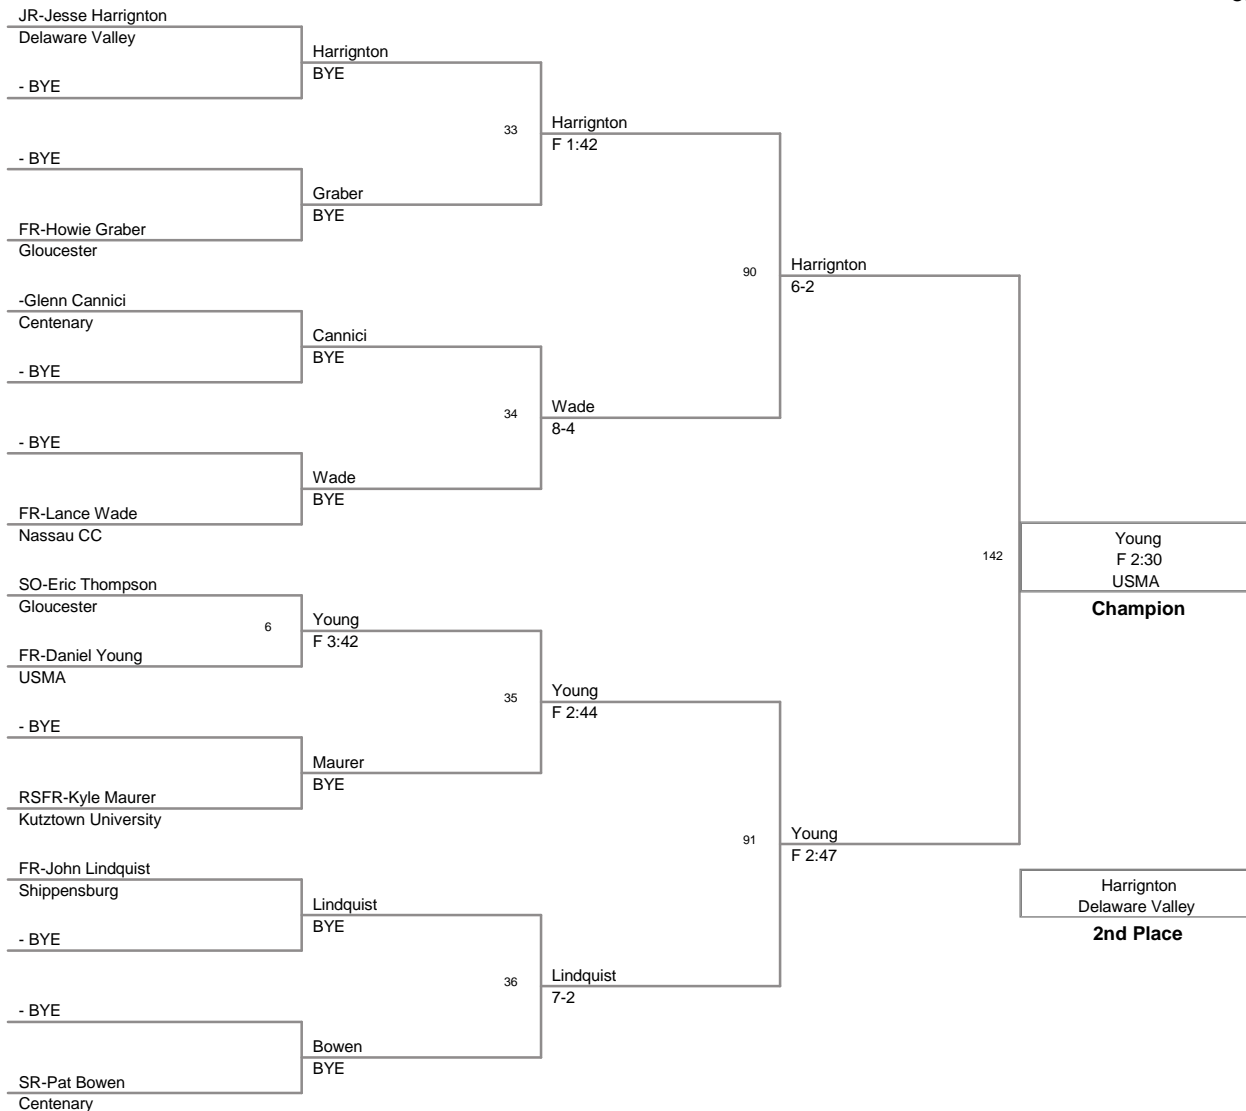 JR-Jesse Harrignton
Delaware Valley
- BYE
- BYE
FR-Howie Graber
Gloucester
-Glenn Cannici
Centenary
- BYE
- BYE
FR-Lance Wade
Nassau CC
SO-Eric Thompson
Gloucester
6
FR-Daniel Young
USMA
- BYE
RSFR-Kyle Maurer
Kutztown University
FR-John Lindquist
Shippensburg
- BYE
- BYE
SR-Pat Bowen
Centenary
Harrignton
BYE
33
Graber
BYE
Cannici
BYE
34
Wade
BYE
Young
F 3:42
35
Maurer
BYE
Lindquist
BYE
36
Bowen
BYE
Harrignton
F 1:42
90
Wade
8-4
Young
F 2:44
91
Lindquist
7-2
Harrignton
6-2
142
Young
F 2:47
Young
F 2:30
USMA
Champion
Harrignton
Delaware Valley
2nd Place